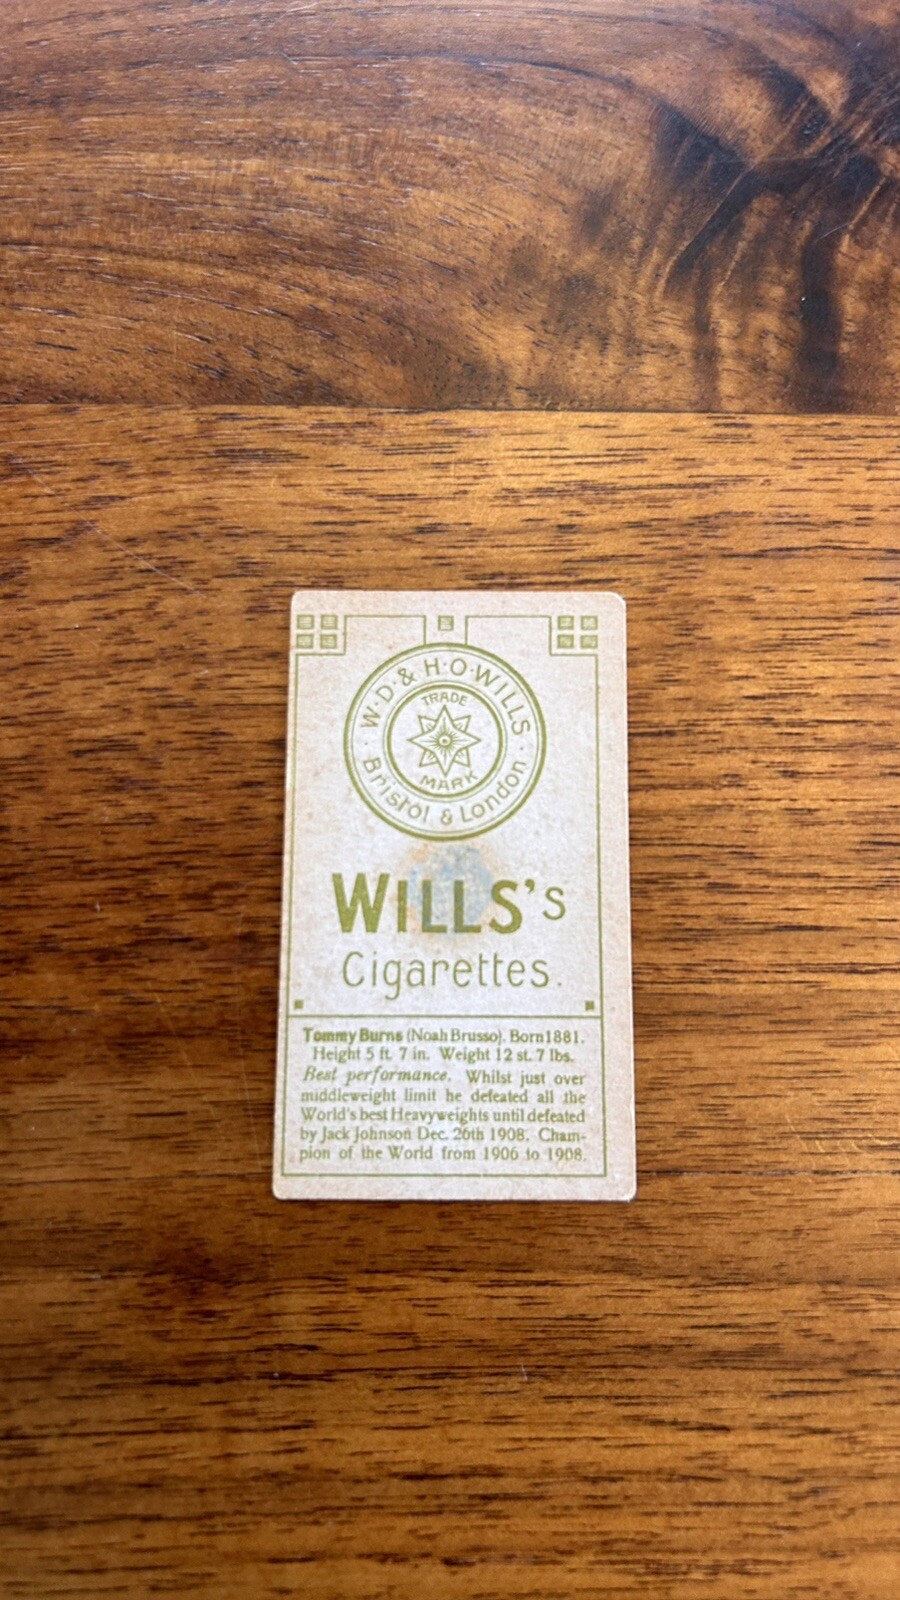 W·D·& H·O·WILLS
TRADE
MARK
Bristol & London
WILLS's
Cigarettes.
Tommy Burns (Noah Brusso). Born 1881.
Height 5 ft. 7 in. Weight 12 st. 7 lbs.
Best performance. Whilst just over
middleweight limit he defeated all the
World's best Heavyweights until defeated
by Jack Johnson Dec. 26th 1908. Cham-
pion of the World from 1906 to 1908.